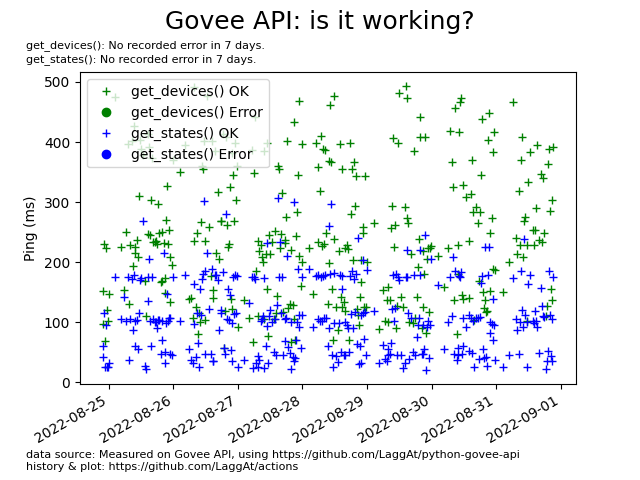 Govee API: is it working?
get_devices(): No recorded error in 7 days.
get_states(): No recorded error in 7 days.
get_devices() OK
get_devices() Error
get_states() OK
get_states() Error
500
400
300
200
100
0
Ping (ms)
2022-08-25
2022-08-26
2022-08-27
2022-08-28
2022-08-29
2022-08-30
2022-08-31
2022-09-01
data source: Measured on Govee API, using https://github.com/LaggAt/python-govee-api
history & plot: https://github.com/LaggAt/actions